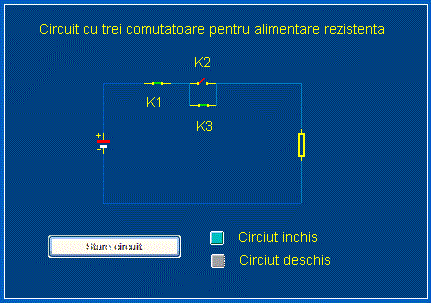 Circuit cu trei comutatoare pentru alimentare rezistenta
K2
K1
K3
+
-
Stare circuit
Circiut inchis
Circiut deschis